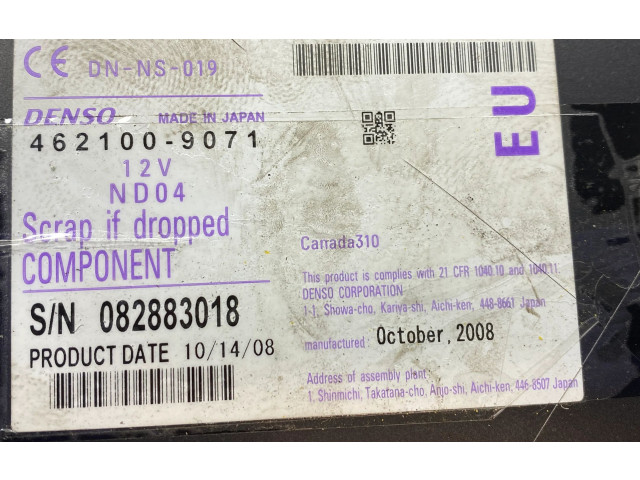 CE DN-NS-019
DENSO MADE IN JAPAN
462100-9071
12V
ND04
Scrap if dropped
COMPONENT
S/N 082883018
PRODUCT DATE 10/14/08
EU
Canada310
This product is complies with 21 CFR 1040.10 and 1040.11.
DENSO CORPORATION
1-1, Showa-cho, Kariya-shi, Aichi-ken, 448-8661 Japan
manufactured: October, 2008
Address of assembly plant:
1, Shinmichi, Takatana-cho, Anjo-shi, Aichi-ken, 446-8507 Japan